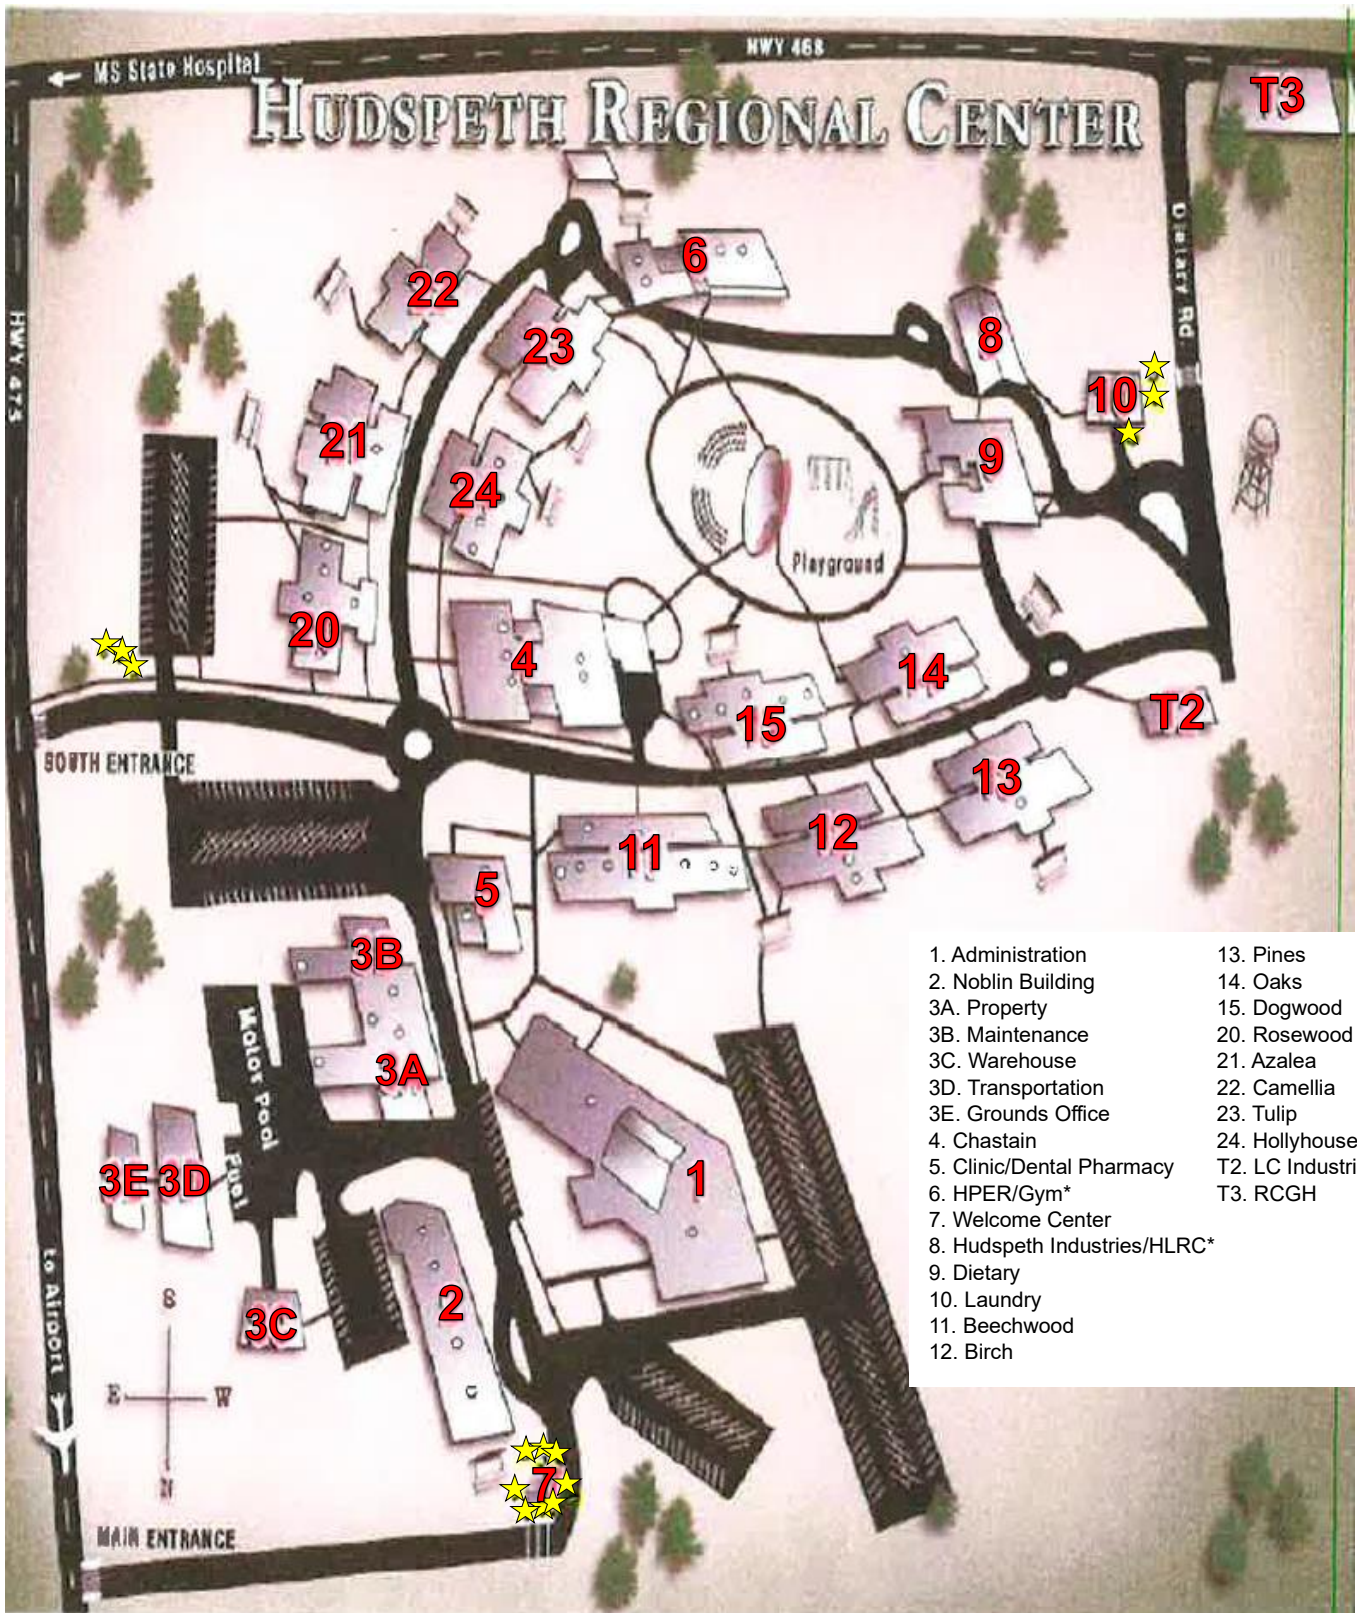 HWY 468
← MS State Hospital
HUDSPETH REGIONAL CENTER
T3
Dietary Rd
6
22
8
23
HWY 475
10
21
9
24
Playground
20
4
14
T2
15
SOUTH ENTRANCE
13
12
11
5
3B
Motor Pool
3A
Fuel
3E
3D
1
2
3C
to Airport
S
E W
N
7
MAIN ENTRANCE
1. Administration
2. Noblin Building
3A. Property
3B. Maintenance
3C. Warehouse
3D. Transportation
3E. Grounds Office
4. Chastain
5. Clinic/Dental Pharmacy
6. HPER/Gym*
7. Welcome Center
8. Hudspeth Industries/HLRC*
9. Dietary
10. Laundry
11. Beechwood
12. Birch
13. Pines
14. Oaks
15. Dogwood
20. Rosewood
21. Azalea
22. Camellia
23. Tulip
24. Hollyhouse
T2. LC Industri
T3. RCGH